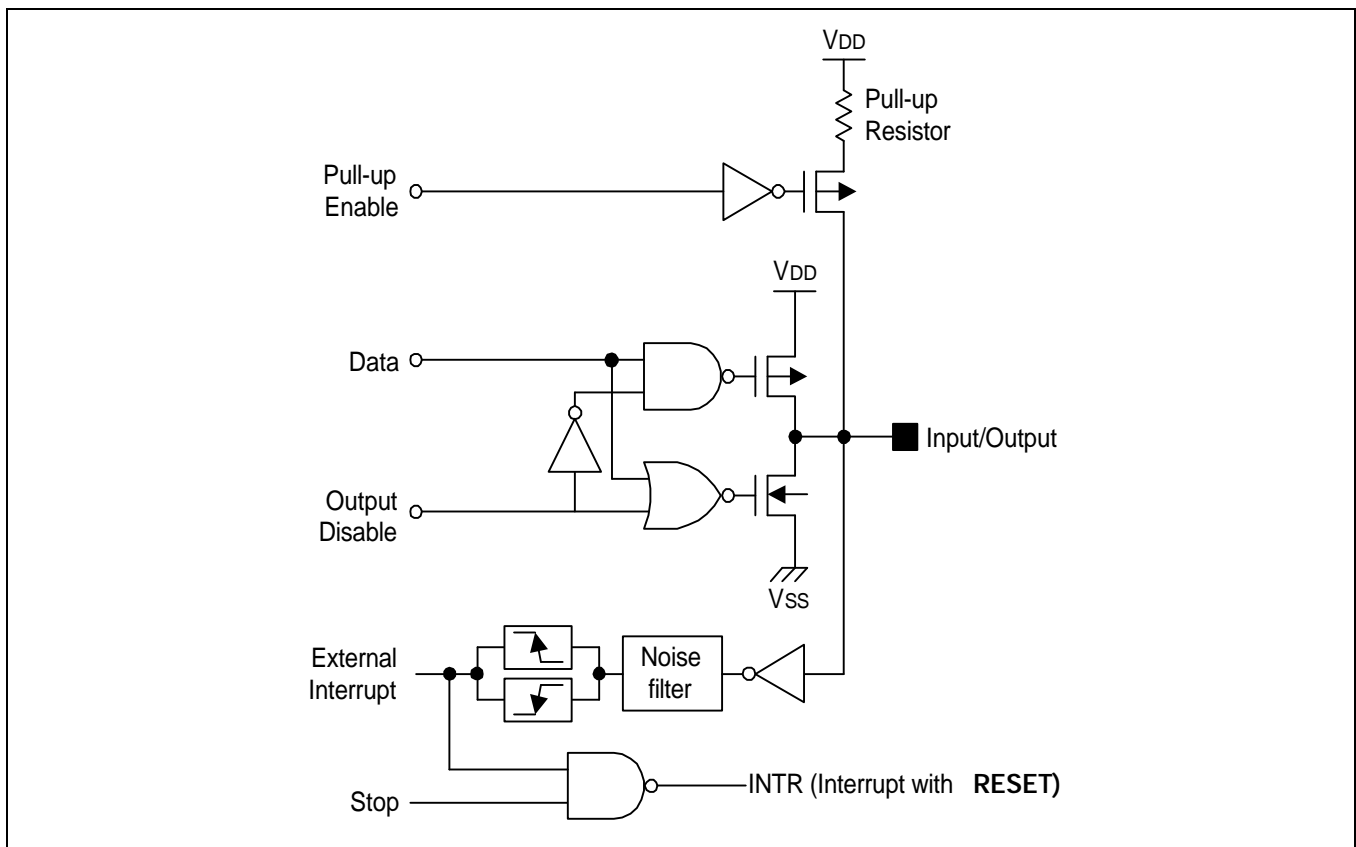 VDD
Pull-up
Resistor
Pull-up
Enable
VDD
Data
Input/Output
Output
Disable
VSS
External
Interrupt
Noise
filter
INTR (Interrupt with RESET)
Stop